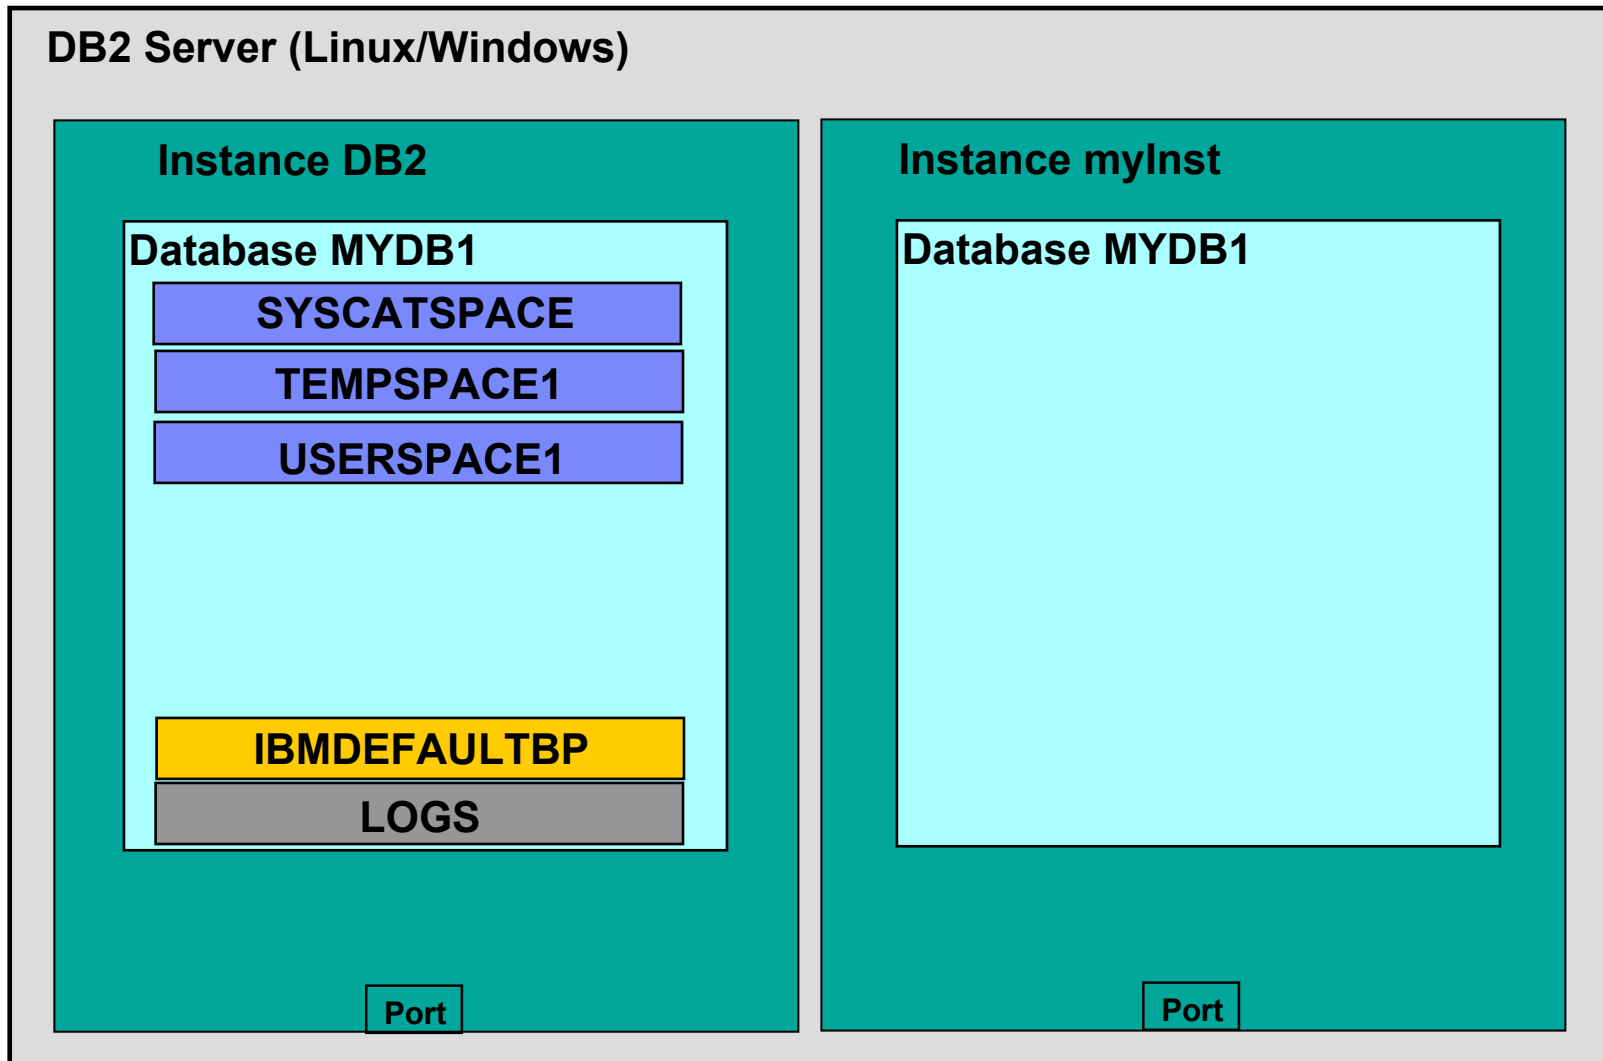 DB2 Server (Linux/Windows)
Instance DB2
Database MYDB1
SYSCATSPACE
TEMPSPACE1
USERSPACE1
IBMDEFAULTBP
LOGS
Port
Instance myInst
Database MYDB1
Port